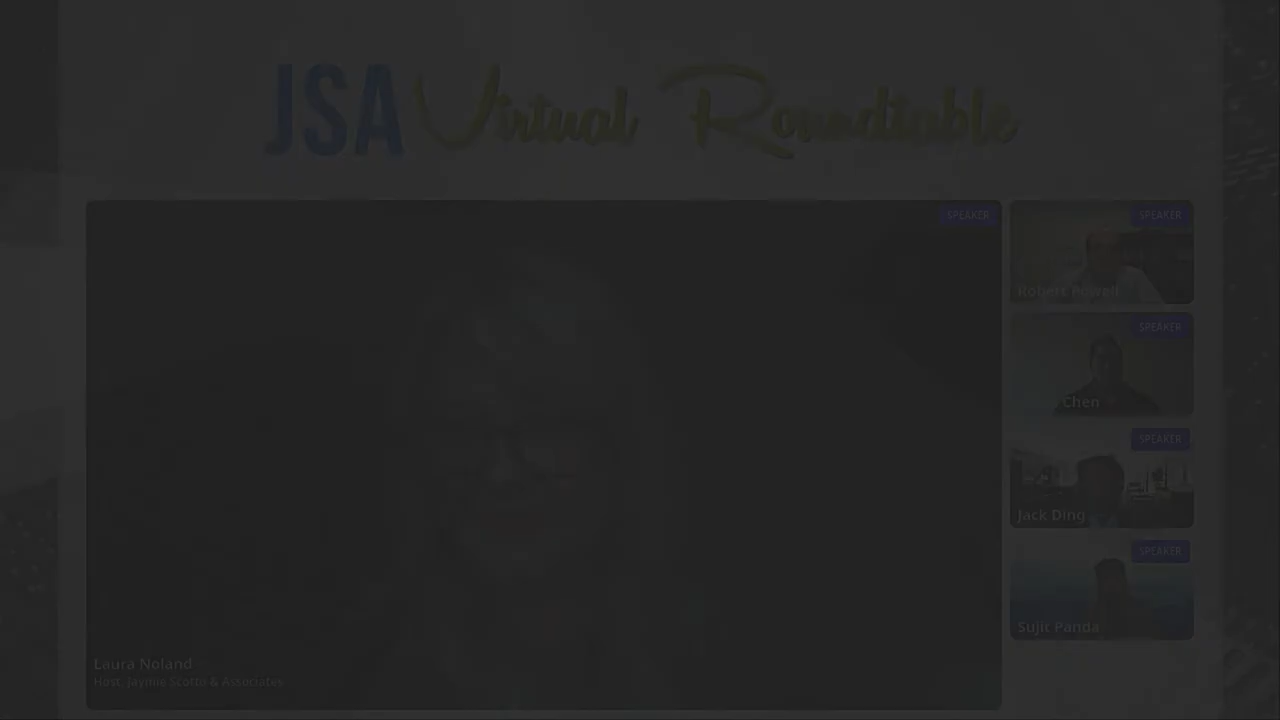 JSA Virtual Roundtable
SPEAKER
Laura Noland
Host, Jaymie Scotto & Associates
SPEAKER
Robert Powell
SPEAKER
Chen
SPEAKER
Jack Ding
SPEAKER
Sujit Panda